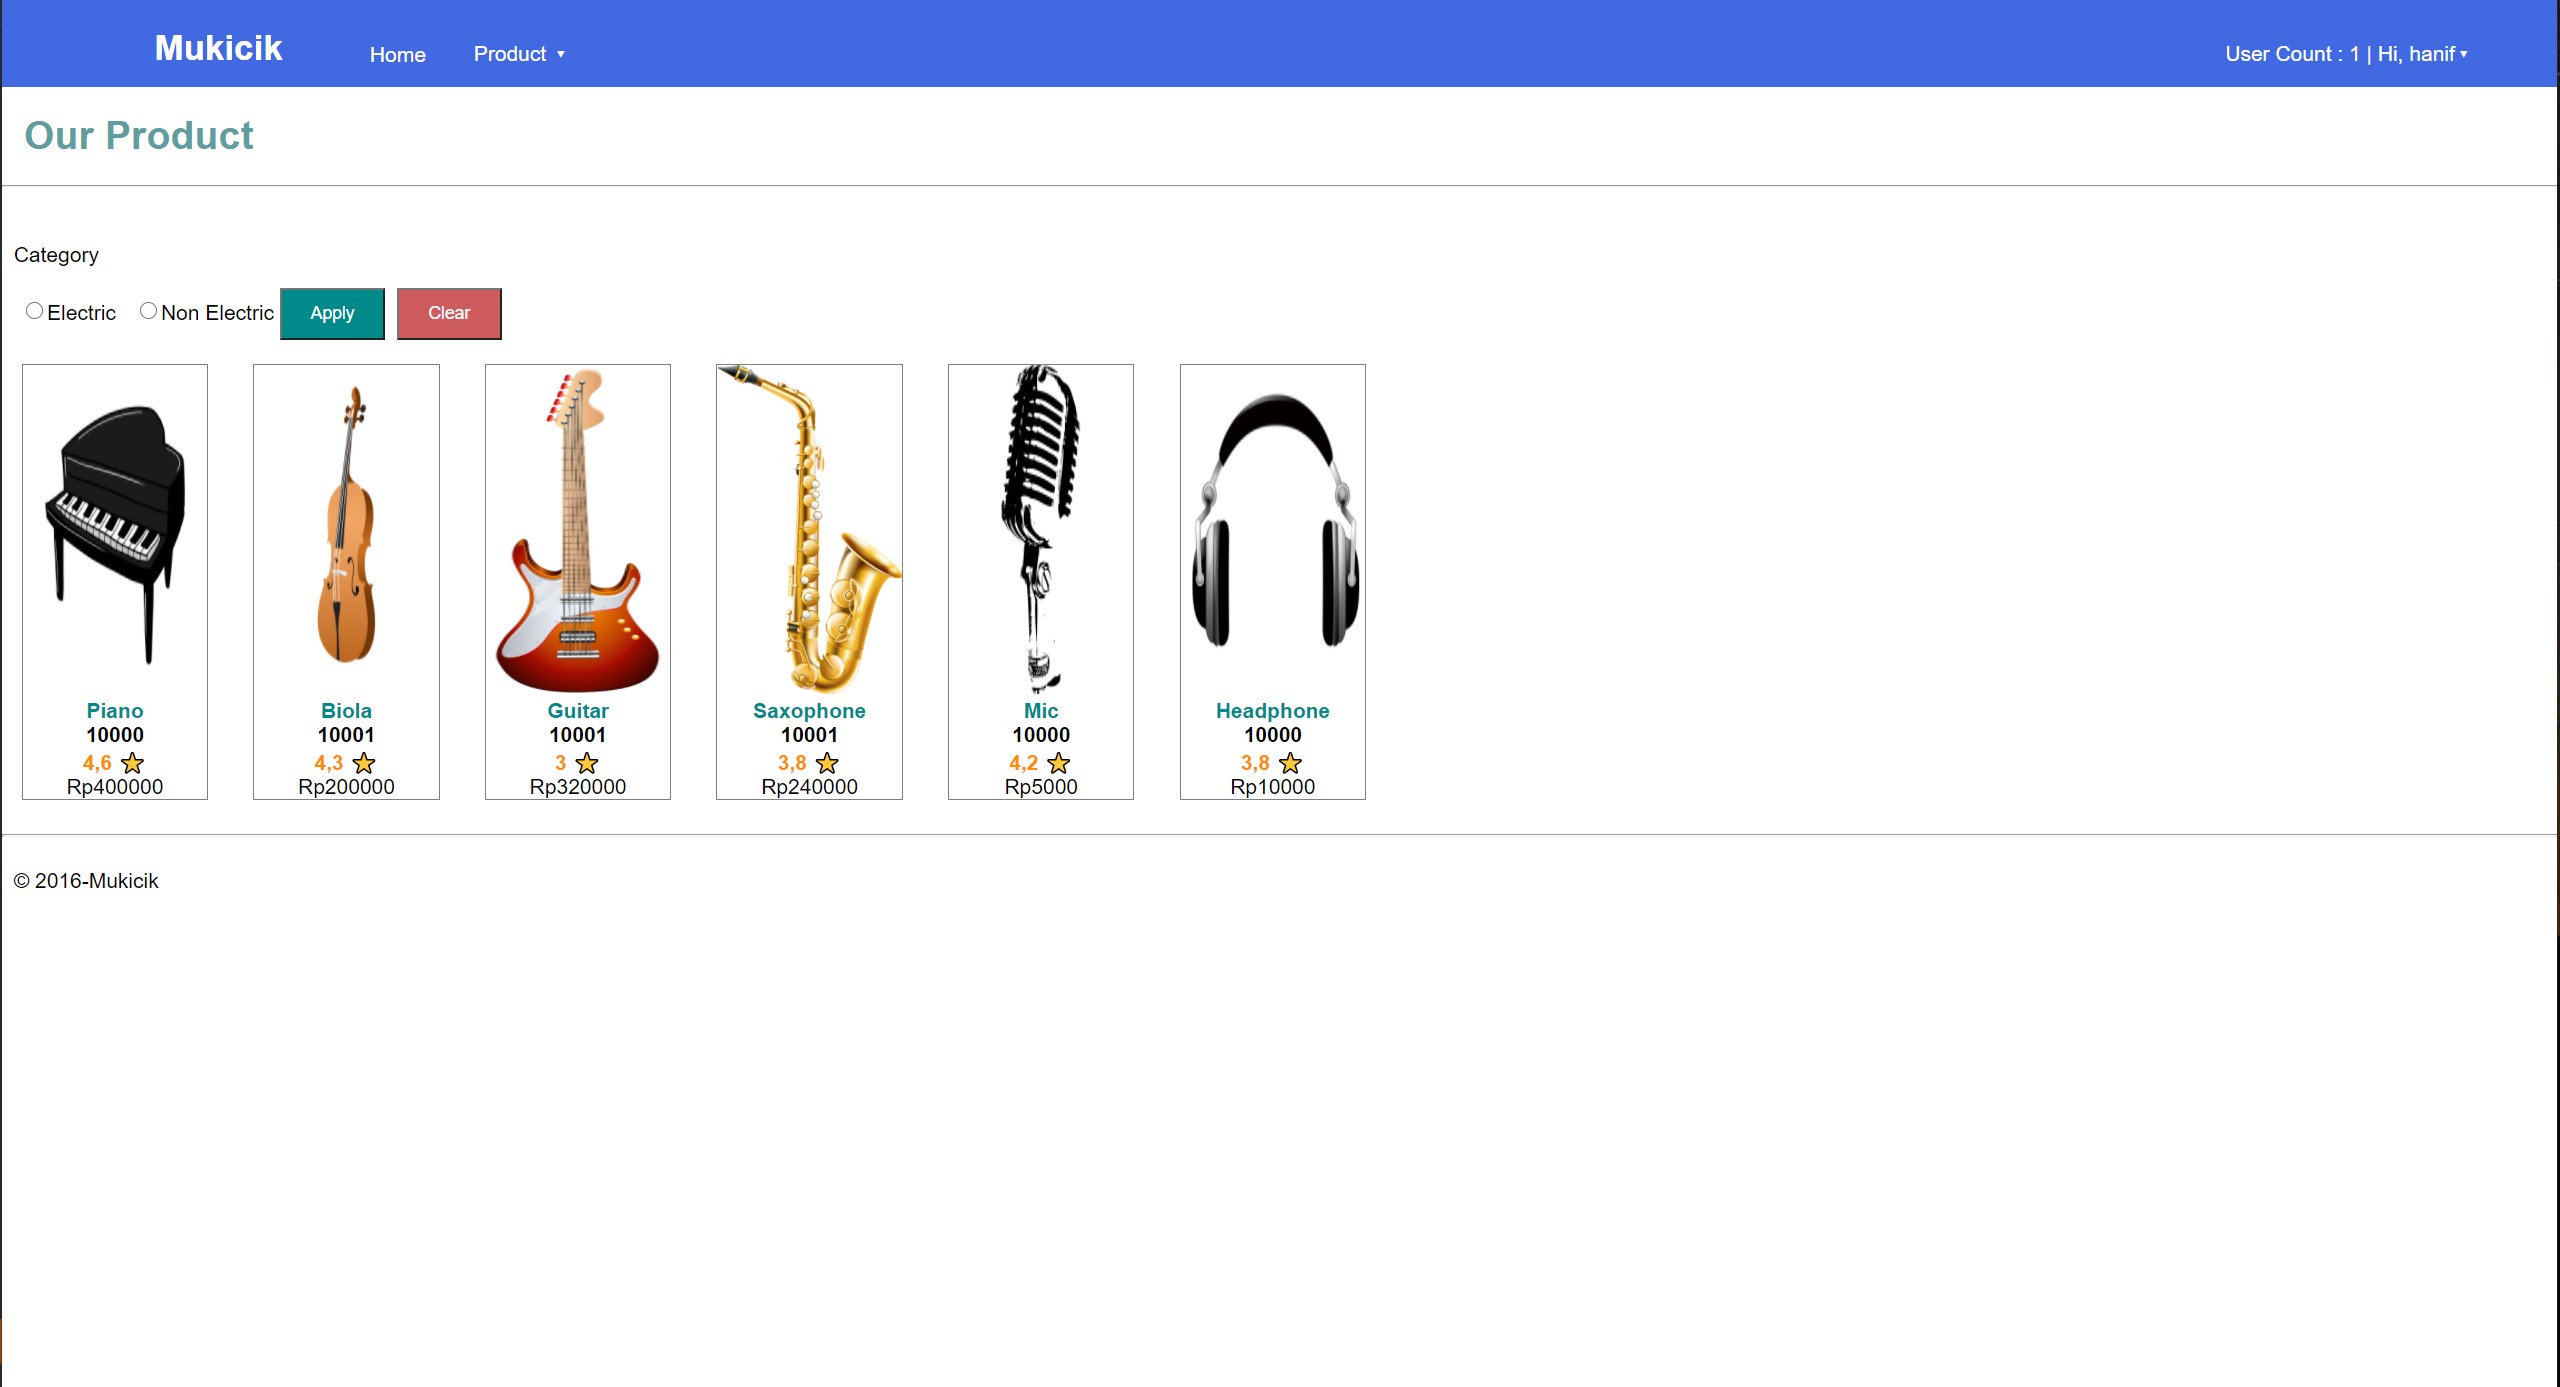 Mukicik Home Product ▾ User Count : 1 | Hi, hanif ▾
Our Product
Category
Electric Non Electric Apply Clear
Piano
10000
4,6
Rp400000
Biola
10001
4,3
Rp200000
Guitar
10001
3
Rp320000
Saxophone
10001
3,8
Rp240000
Mic
10000
4,2
Rp5000
Headphone
10000
3,8
Rp10000
© 2016-Mukicik